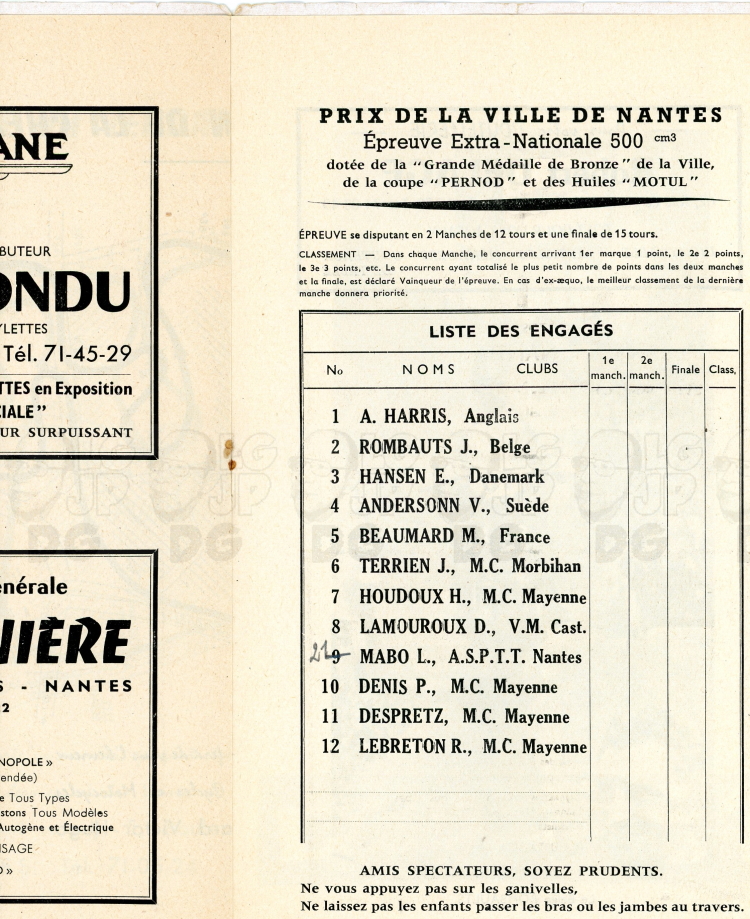 ANE
BUTEUR
ONDU
YLETTES
Tél. 71-45-29
TTES en Exposition
CIALE"
UR SURPUISSANT
énérale
NIÈRE
S - NANTES
2
NOPOLE »
endée)
e Tous Types
stons Tous Modèles
Autogène et Électrique
ISAGE
O »
PRIX DE LA VILLE DE NANTES
Épreuve Extra-Nationale 500 cm3
dotée de la "Grande Médaille de Bronze" de la Ville,
de la coupe "PERNOD" et des Huiles "MOTUL"
ÉPREUVE se disputant en 2 Manches de 12 tours et une finale de 15 tours.
CLASSEMENT — Dans chaque Manche, le concurrent arrivant 1er marque 1 point, le 2e 2 points,
le 3e 3 points, etc. Le concurrent ayant totalisé le plus petit nombre de points dans les deux manches
et la finale, est déclaré Vainqueur de l'épreuve. En cas d'ex-æquo, le meilleur classement de la dernière
manche donnera priorité.
LISTE DES ENGAGÉS
No NOMS CLUBS 1e manch. 2e manch. Finale Class,
1 A. HARRIS, Anglais
2 ROMBAUTS J., Belge
3 HANSEN E., Danemark
4 ANDERSONN V., Suède
5 BEAUMARD M., France
6 TERRIEN J., M.C. Morbihan
7 HOUDOUX H., M.C. Mayenne
8 LAMOUROUX D., V.M. Cast.
9 MABO L., A.S.P.T.T. Nantes
10 DENIS P., M.C. Mayenne
11 DESPRETZ, M.C. Mayenne
12 LEBRETON R., M.C. Mayenne
AMIS SPECTATEURS, SOYEZ PRUDENTS.
Ne vous appuyez pas sur les ganivelles,
Ne laissez pas les enfants passer les bras ou les jambes au travers.
LG JP DG